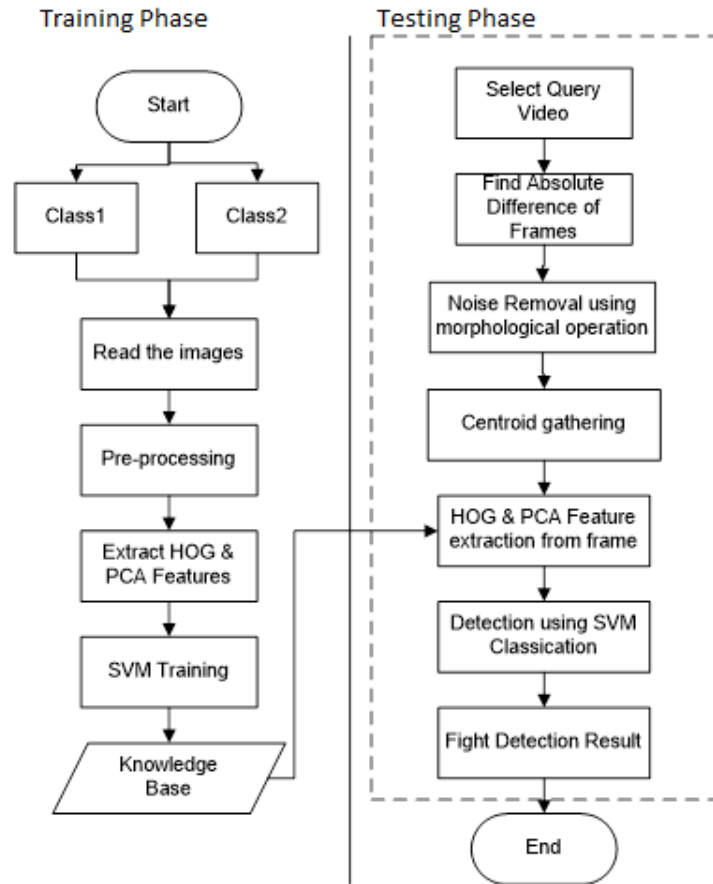 Training Phase
Start
Class1
Class2
Read the images
Pre-processing
Extract HOG &
PCA Features
SVM Training
Knowledge
Base
Testing Phase
Select Query
Video
Find Absolute
Difference of
Frames
Noise Removal using
morphological operation
Centroid gathering
HOG & PCA Feature
extraction from frame
Detection using SVM
Classication
Fight Detection Result
End